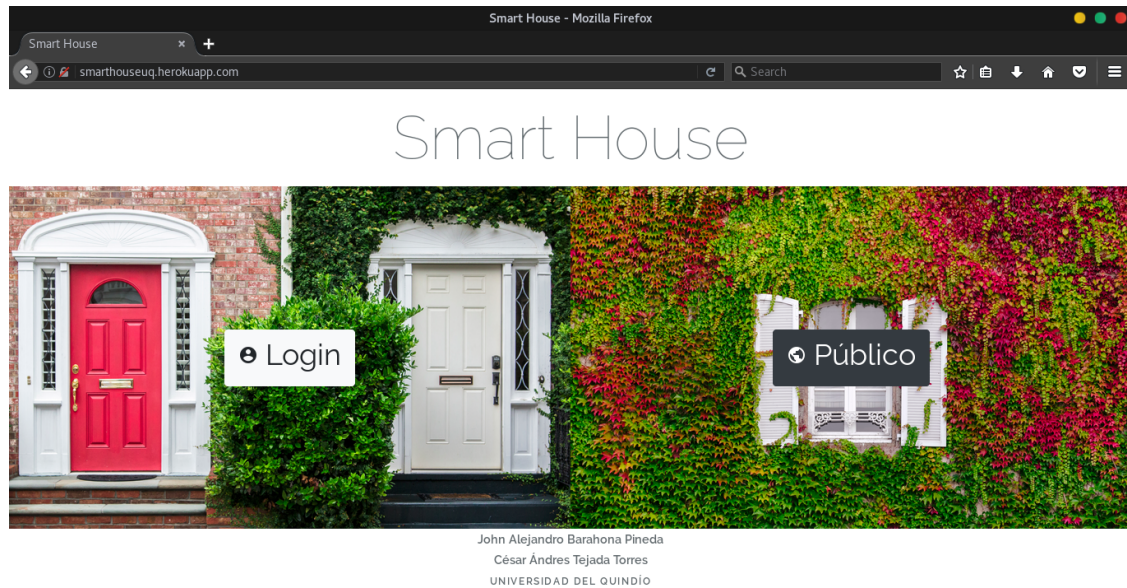 Smart House - Mozilla Firefox
Smart House
smarthouseuq.herokuapp.com
Search
Smart House
Login
Público
John Alejandro Barahona Pineda
César Ándres Tejada Torres
UNIVERSIDAD DEL QUINDÍO